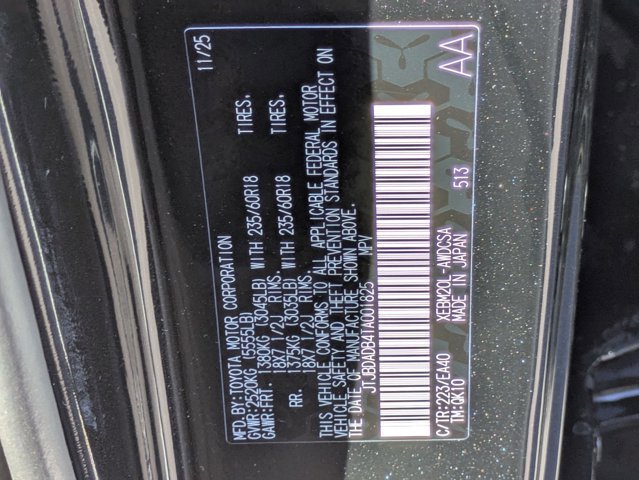 MFD.BY:TOYOTA MOTOR CORPORATION 11/25
GVWR:2520KG (5555LB)
GAWR:FRT. 1380KG (3045LB) WITH 235/60R18 TIRES,
18X7 1/2J RIMS.
RR. 1375KG (3035LB) WITH 235/60R18 TIRES,
18X7 1/2J RIMS.
THIS VEHICLE CONFORMS TO ALL APPLICABLE FEDERAL MOTOR
VEHICLE SAFETY AND THEFT PREVENTION STANDARDS IN EFFECT ON
THE DATE OF MANUFACTURE SHOWN ABOVE.
JTJBDADB4TA001825 MPV
C/TR:223/EA40 XEBM20L-AWDGSA 513 AA
TM:QK10 MADE IN JAPAN